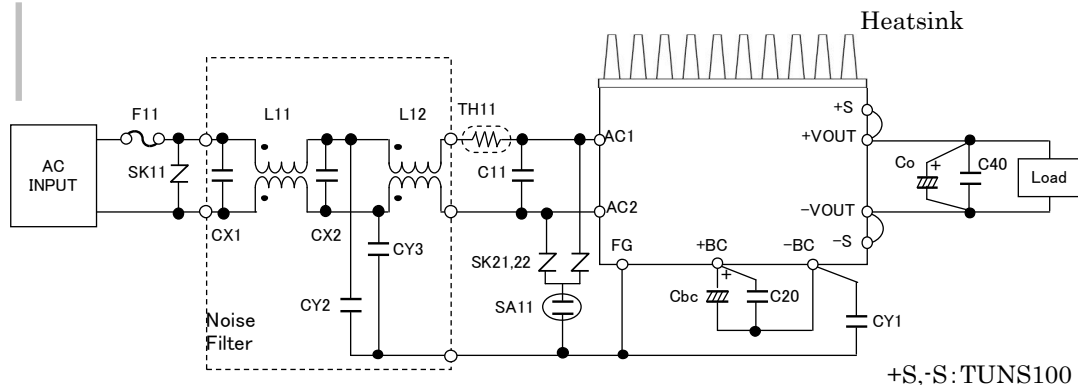 Heatsink
F11
L11
L12
TH11
+S
AC1
+VOUT
AC
INPUT
SK11
C11
Co
+
C40
Load
AC2
−VOUT
CX1
CX2
CY3
SK21,22
FG
+BC
−BC
−S
CY2
SA11
Cbc
+
C20
CY1
Noise
Filter
+S,-S:TUNS100